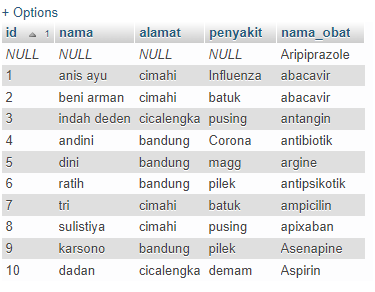 + Options
id 1 nama alamat penyakit nama_obat
NULL NULL NULL NULL Aripiprazole
1 anis ayu cimahi Influenza abacavir
2 beni arman cimahi batuk abacavir
3 indah deden cicalengka pusing antangin
4 andini bandung Corona antibiotik
5 dini bandung magg argine
6 ratih bandung pilek antipsikotik
7 tri cimahi batuk ampicilin
8 sulistiya cimahi pusing apixaban
9 karsono bandung pilek Asenapine
10 dadan cicalengka demam Aspirin